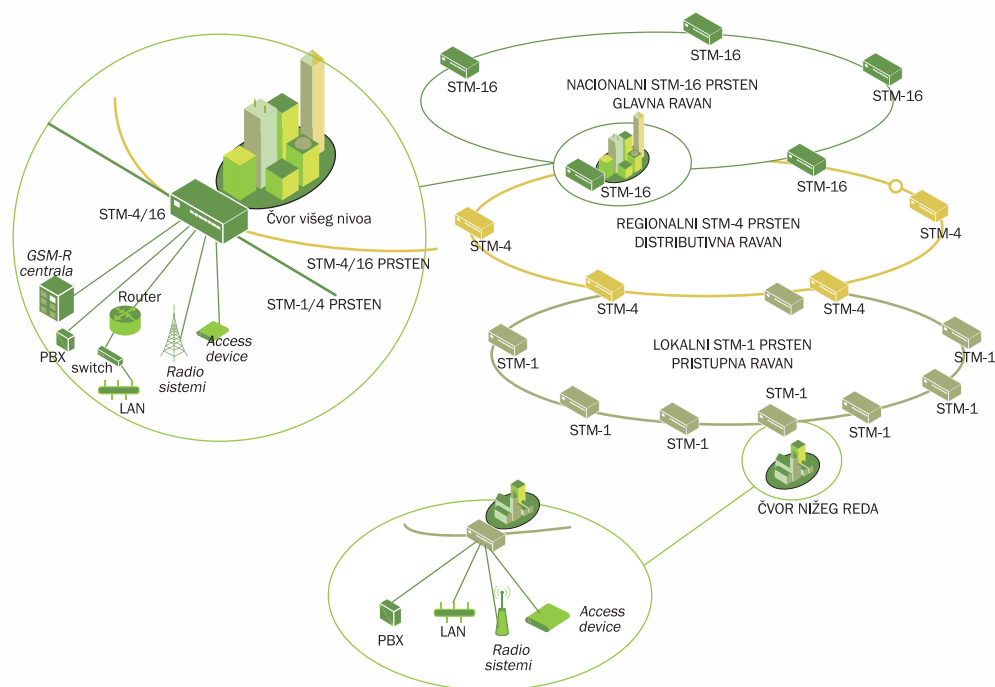 STM-16
STM-16
STM-16
NACIONALNI STM-16 PRSTEN
GLAVNA RAVAN
STM-16
STM-16
Čvor višeg nivoa
STM-4/16
STM-4/16 PRSTEN
STM-1/4 PRSTEN
GSM-R
centrala
Router
PBX
switch
LAN
Radio
sistemi
Access
device
REGIONALNI STM-4 PRSTEN
DISTRIBUTIVNA RAVAN
STM-4
STM-4
STM-4
STM-4
LOKALNI STM-1 PRSTEN
PRISTUPNA RAVAN
STM-1
STM-1
STM-1
STM-1
STM-1
STM-1
STM-1
ČVOR NIŽEG REDA
PBX
LAN
Radio
sistemi
Access
device